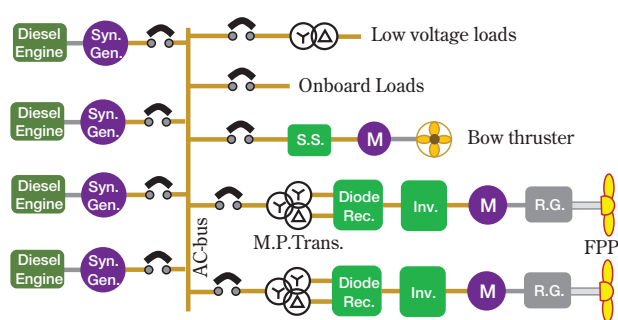 Diesel
Engine
Syn.
Gen.
Low voltage loads
Onboard Loads
Diesel
Engine
Syn.
Gen.
S.S.
M
Bow thruster
Diesel
Engine
Syn.
Gen.
AC-bus
M.P.Trans.
Diode
Rec.
Inv.
M
R.G.
FPP
Diesel
Engine
Syn.
Gen.
Diode
Rec.
Inv.
M
R.G.